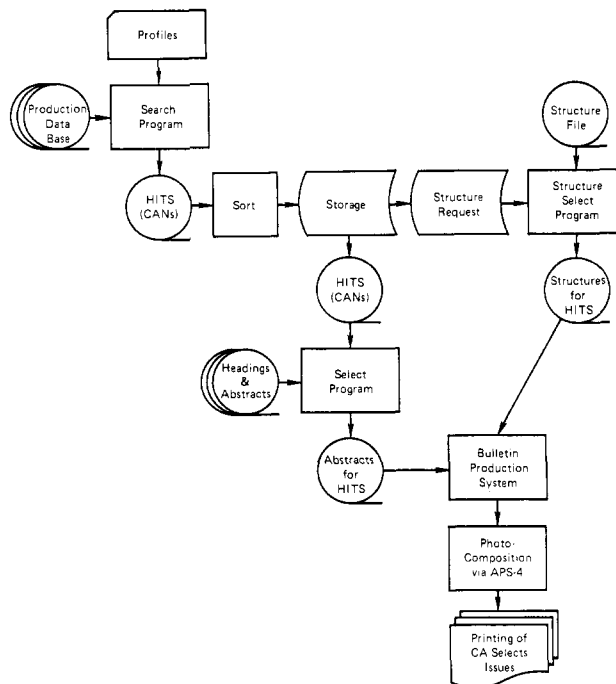 Profiles
Production
Data
Base
Search
Program
Structure
File
HITS
(CANs)
Sort
Storage
Structure
Request
Structure
Select
Program
HITS
(CANs)
Structures
for
HITS
Headings
&
Abstracts
Select
Program
Abstracts
for
HITS
Bulletin
Production
System
Photo-
Composition
via APS-4
Printing of
CA Selects
Issues